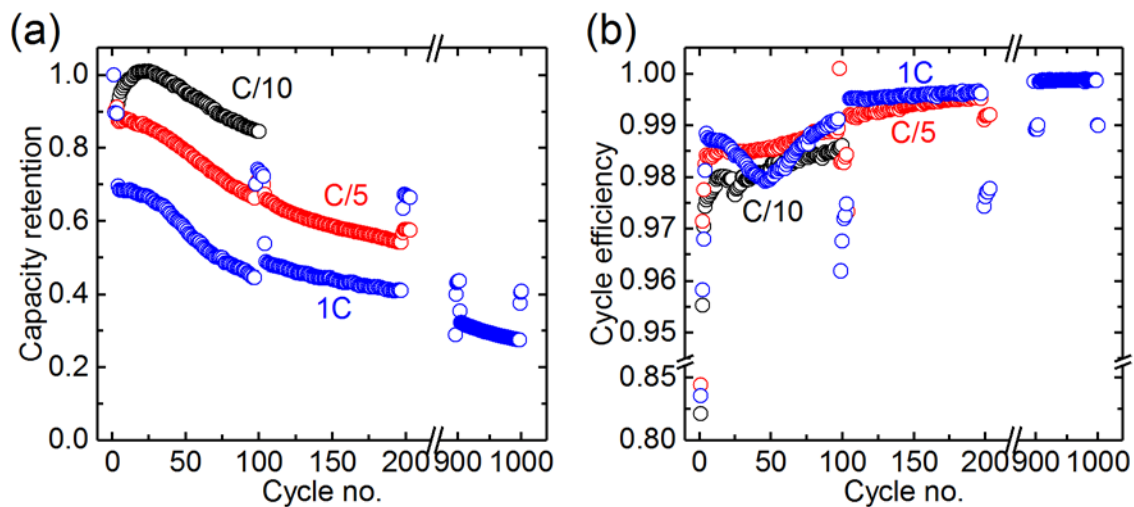 (a)
Capacity retention
1.0
0.8
0.6
0.4
0.2
0.0
C/10
C/5
1C
0 50 100 150 200 900 1000
Cycle no.
(b)
Cycle efficiency
1.00
0.99
0.98
0.97
0.96
0.95
0.85
0.80
1C
C/5
C/10
0 50 100 150 200 900 1000
Cycle no.